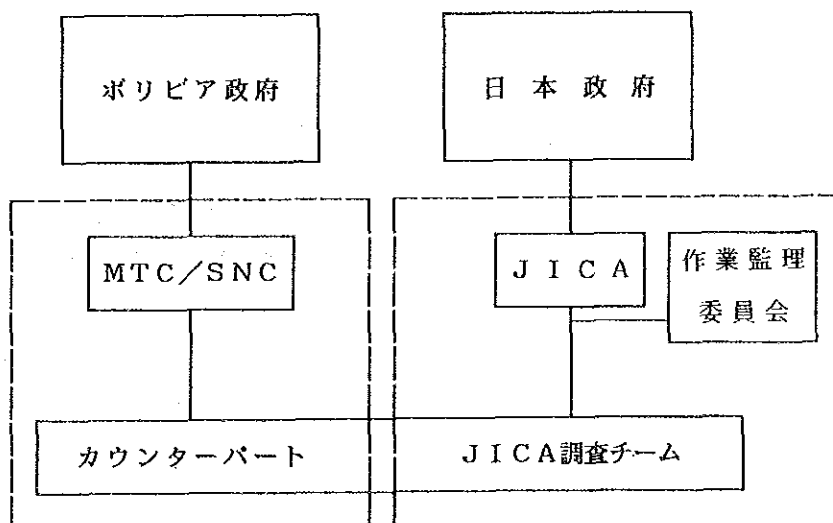 ボリビア政府
日本政府
MTC/SNC
JICA
作業監理
委員会
カウンターパート
JICA調査チーム